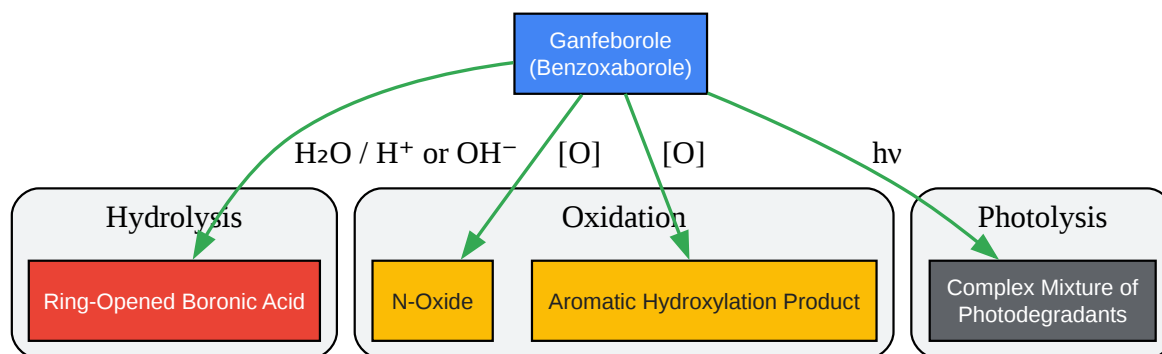 Ganfeborole
(Benzoxaborole)
H₂O / H⁺ or OH⁻
[O]
[O]
hν
Hydrolysis
Oxidation
Photolysis
Ring-Opened Boronic Acid
N-Oxide
Aromatic Hydroxylation Product
Complex Mixture of
Photodegradants